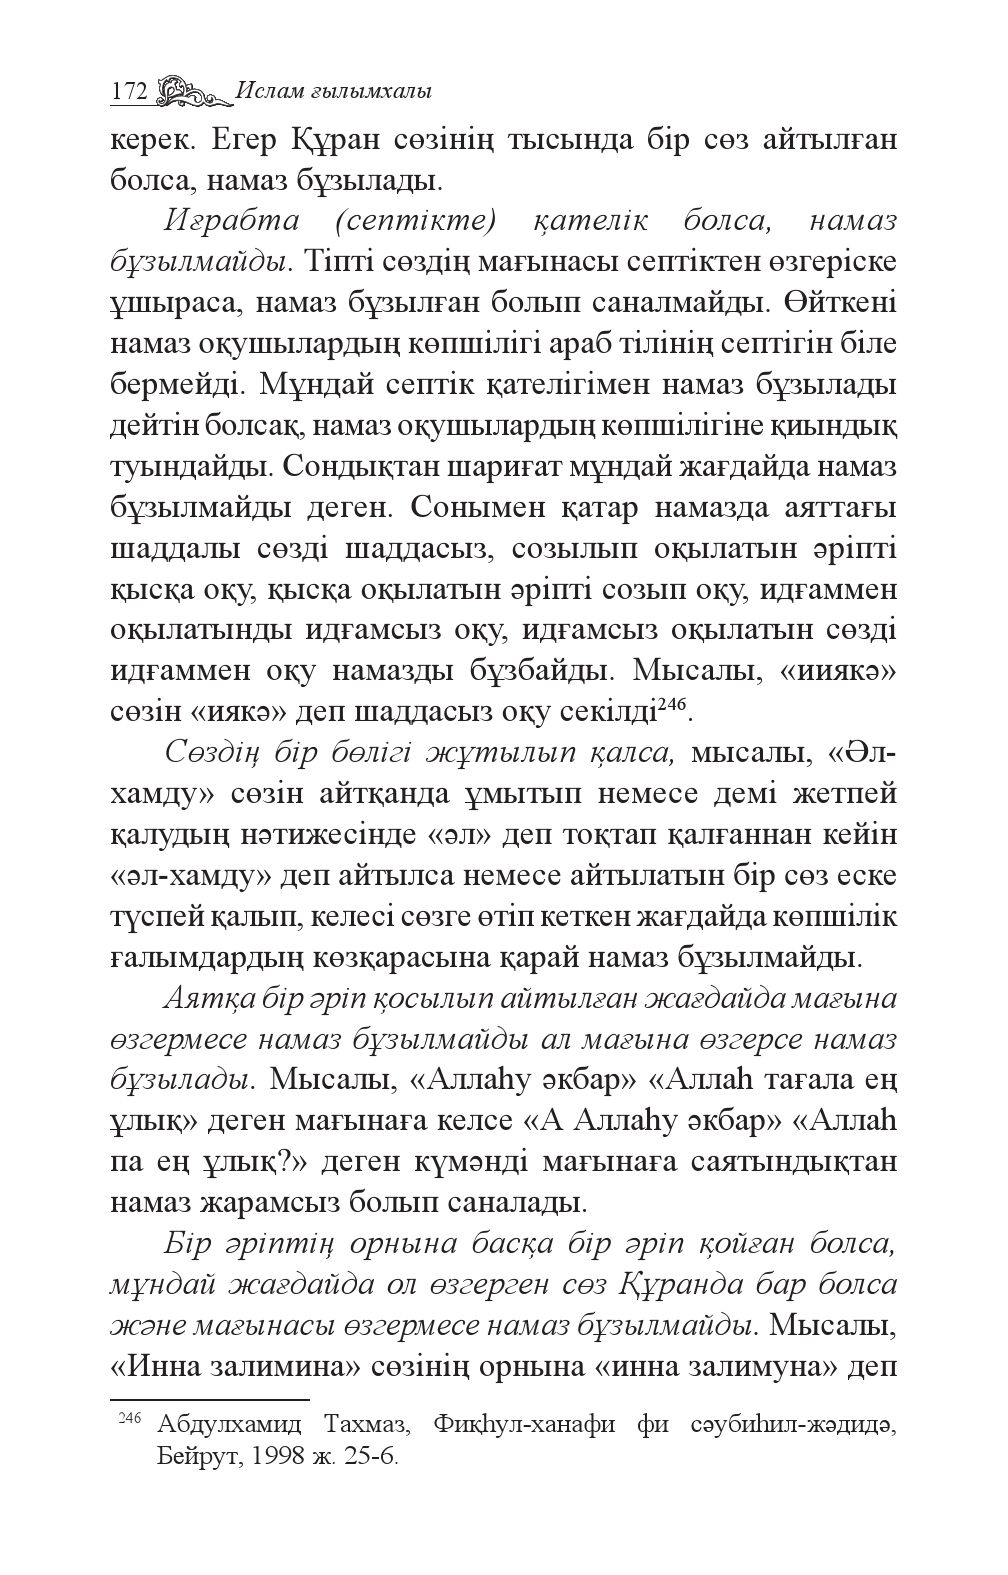 172 Ислам ғылымхалы
керек. Егер Құран сөзінің тысында бір сөз айтылған
болса, намаз бұзылады.
Иғрабта (септікте) қателік болса, намаз
бұзылмайды. Тіпті сөздің мағынасы септіктен өзгеріске
ұшыраса, намаз бұзылған болып саналмайды. Өйткені
намаз оқушылардың көпшілігі араб тілінің септігін біле
бермейді. Мұндай септік қателігімен намаз бұзылады
дейтін болсақ, намаз оқушылардың көпшілігіне қиындық
туындайды. Сондықтан шариғат мұндай жағдайда намаз
бұзылмайды деген. Сонымен қатар намазда аяттағы
шаддалы сөзді шаддасыз, созылып оқылатын әріпті
қысқа оқу, қысқа оқылатын әріпті созып оқу, идғаммен
оқылатынды идғамсыз оқу, идғамсыз оқылатын сөзді
идғаммен оқу намазды бұзбайды. Мысалы, «ииякә»
сөзін «иякә» деп шаддасыз оқу секілді²⁴⁶.
Сөздің бір бөлігі жұтылып қалса, мысалы, «Әл-
хамду» сөзін айтқанда ұмытып немесе демі жетпей
қалудың нәтижесінде «әл» деп тоқтап қалғаннан кейін
«әл-хамду» деп айтылса немесе айтылатын бір сөз еске
түспей қалып, келесі сөзге өтіп кеткен жағдайда көпшілік
ғалымдардың көзқарасына қарай намаз бұзылмайды.
Аятқа бір әріп қосылып айтылған жағдайда мағына
өзгермесе намаз бұзылмайды ал мағына өзгерсе намаз
бұзылады. Мысалы, «Аллаһу әкбар» «Аллаһ тағала ең
ұлық» деген мағынаға келсе «А Аллаһу әкбар» «Аллаһ
па ең ұлық?» деген күмәнді мағынаға саятындықтан
намаз жарамсыз болып саналады.
Бір әріптің орнына басқа бір әріп қойған болса,
мұндай жағдайда ол өзгерген сөз Құранда бар болса
және мағынасы өзгермесе намаз бұзылмайды. Мысалы,
«Инна залимина» сөзінің орнына «инна залимуна» деп
²⁴⁶ Абдулхамид Тахмаз, Фиқһул-ханафи фи сәубиһил-жәдидә,
Бейрут, 1998 ж. 25-б.